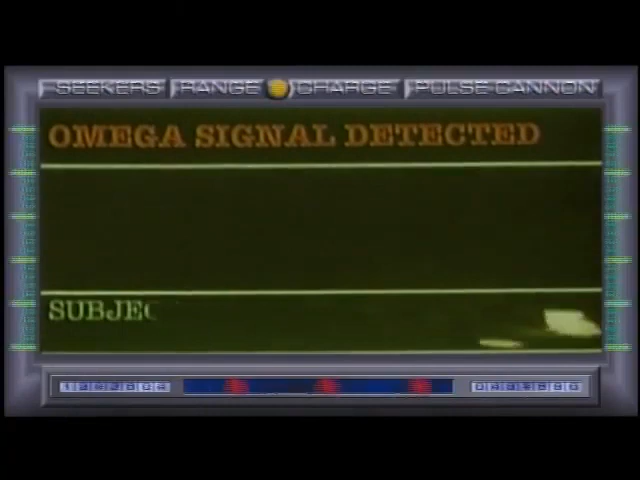 SEEKERS RANGE CHARGE PULSE CANNON
OMEGA SIGNAL DETECTED
SUBJEC